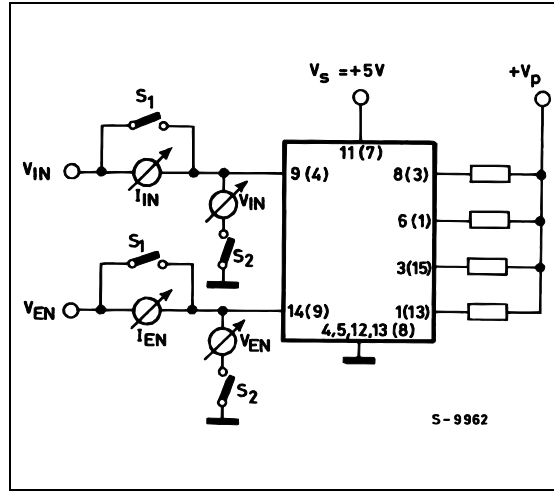 Vs = +5V
+Vp
S1
11(7)
VIN
IIN
9(4)
8(3)
VIN
6(1)
S2
S1
3(15)
VEN
IEN
14(9)
1(13)
4,5,12,13 (8)
VEN
S2
S-9962